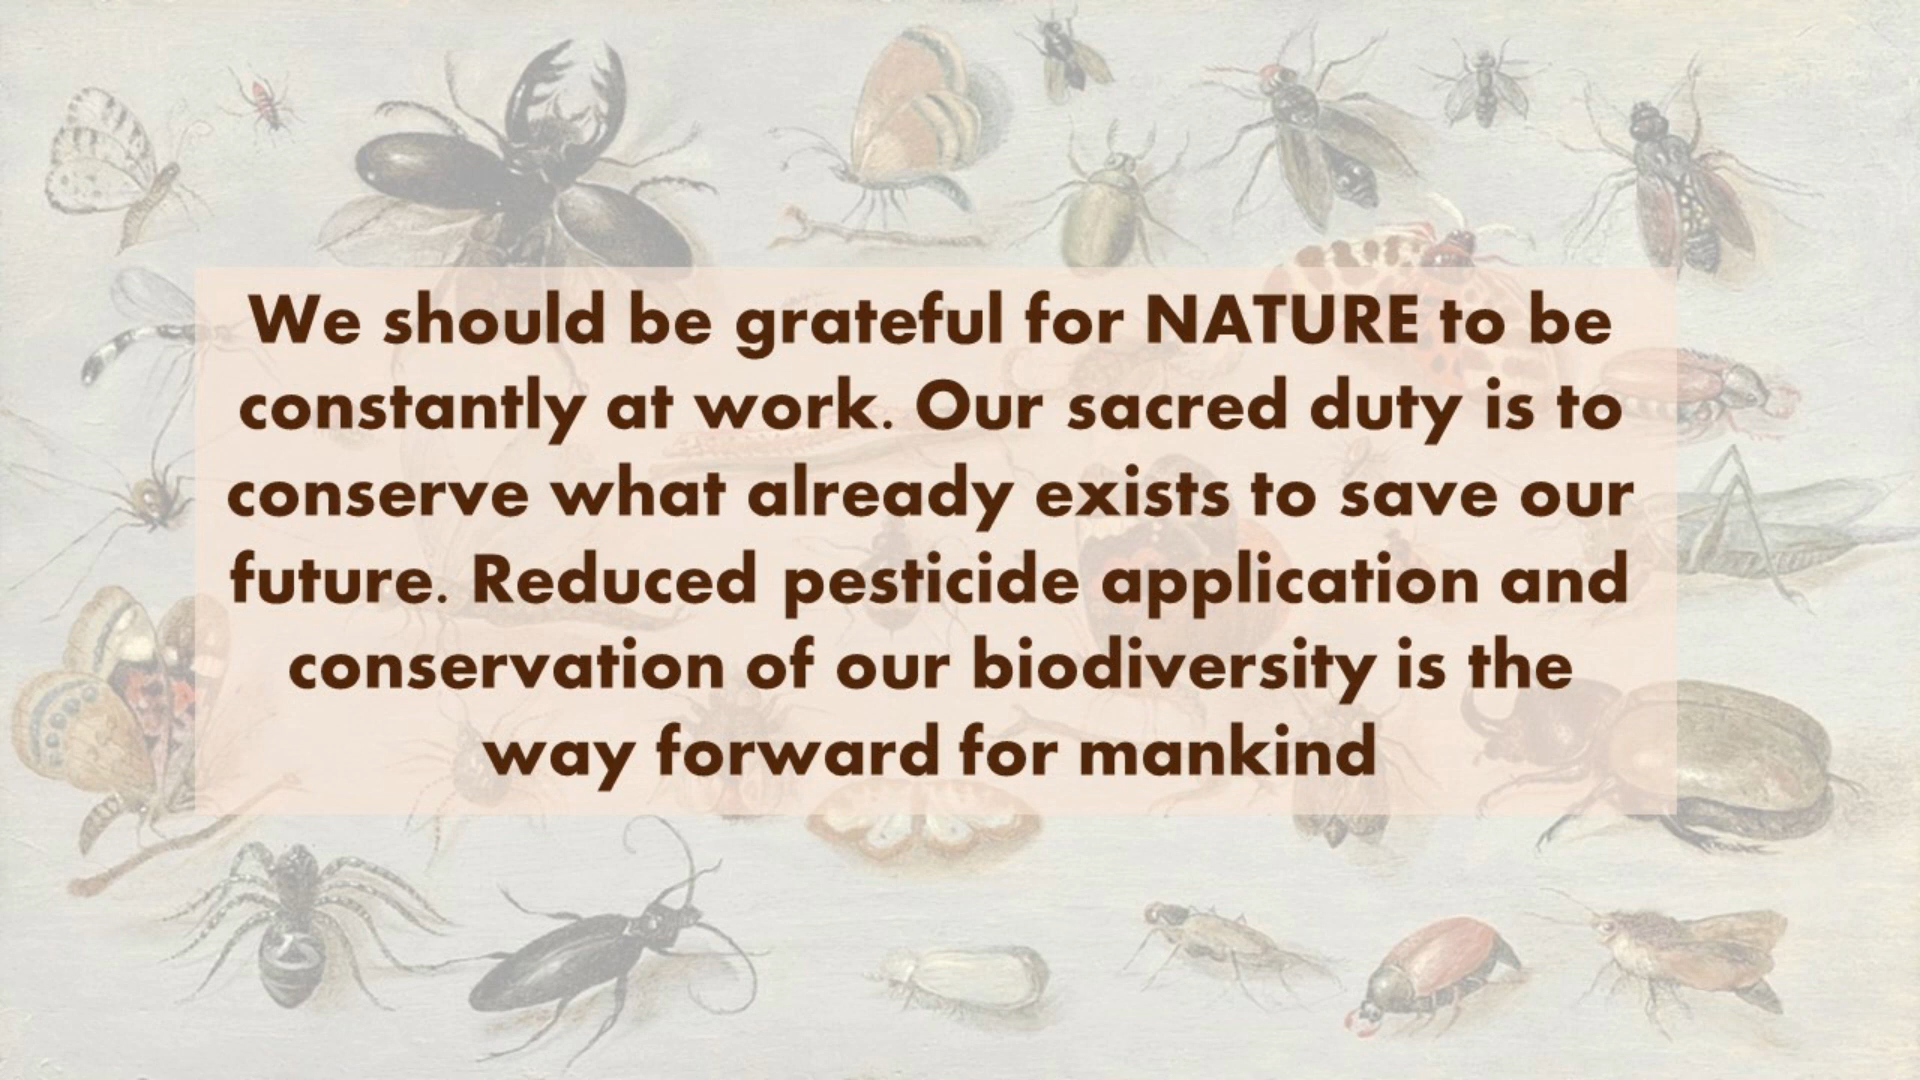 We should be grateful for NATURE to be
constantly at work. Our sacred duty is to
conserve what already exists to save our
future. Reduced pesticide application and
conservation of our biodiversity is the
way forward for mankind